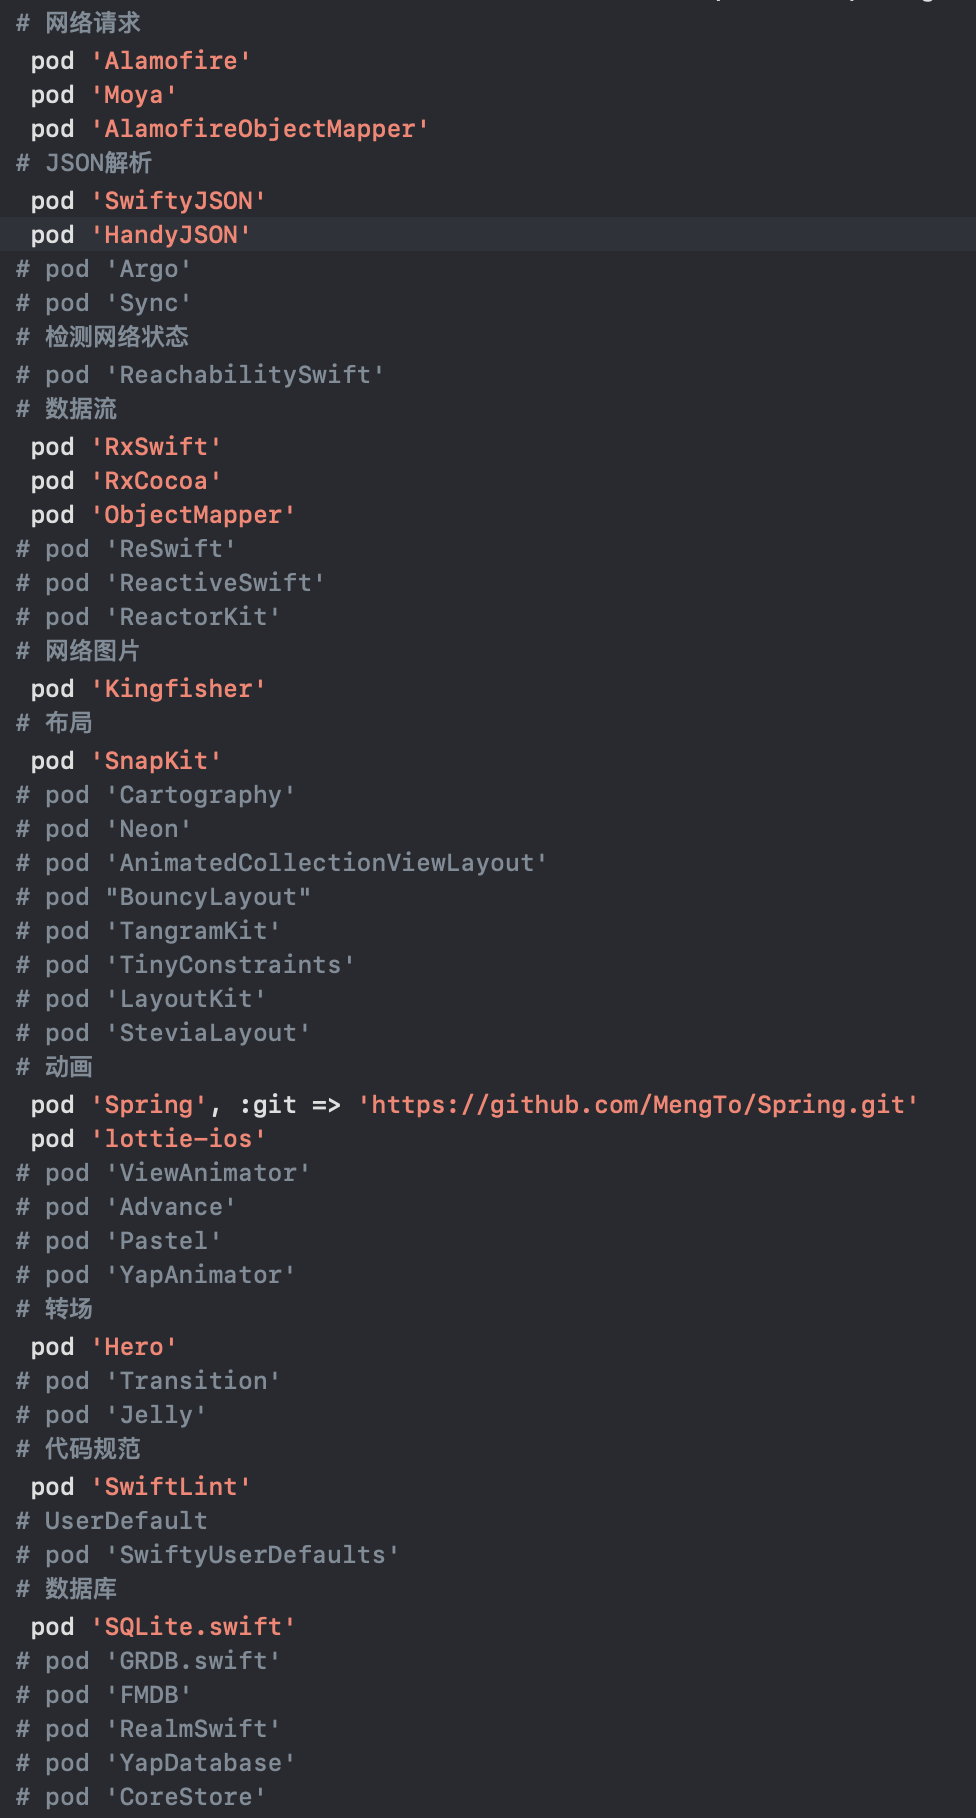 # 网络请求
pod 'Alamofire'
pod 'Moya'
pod 'AlamofireObjectMapper'
# JSON解析
pod 'SwiftyJSON'
pod 'HandyJSON'
# pod 'Argo'
# pod 'Sync'
# 检测网络状态
# pod 'ReachabilitySwift'
# 数据流
pod 'RxSwift'
pod 'RxCocoa'
pod 'ObjectMapper'
# pod 'ReSwift'
# pod 'ReactiveSwift'
# pod 'ReactorKit'
# 网络图片
pod 'Kingfisher'
# 布局
pod 'SnapKit'
# pod 'Cartography'
# pod 'Neon'
# pod 'AnimatedCollectionViewLayout'
# pod "BouncyLayout"
# pod 'TangramKit'
# pod 'TinyConstraints'
# pod 'LayoutKit'
# pod 'SteviaLayout'
# 动画
pod 'Spring', :git => 'https://github.com/MengTo/Spring.git'
pod 'lottie-ios'
# pod 'ViewAnimator'
# pod 'Advance'
# pod 'Pastel'
# pod 'YapAnimator'
# 转场
pod 'Hero'
# pod 'Transition'
# pod 'Jelly'
# 代码规范
pod 'SwiftLint'
# UserDefault
# pod 'SwiftyUserDefaults'
# 数据库
pod 'SQLite.swift'
# pod 'GRDB.swift'
# pod 'FMDB'
# pod 'RealmSwift'
# pod 'YapDatabase'
# pod 'CoreStore'